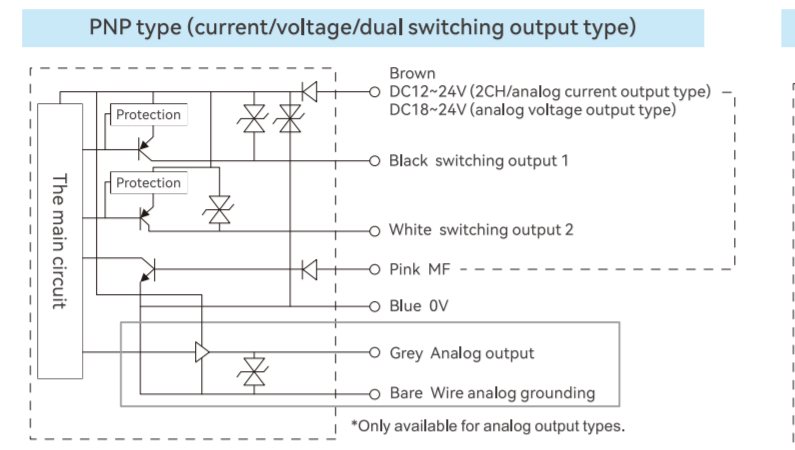 PNP type (current/voltage/dual switching output type)
Brown
DC12~24V (2CH/analog current output type)
DC18~24V (analog voltage output type)
Protection
Black switching output 1
Protection
The main circuit
White switching output 2
Pink MF
Blue 0V
Grey Analog output
Bare Wire analog grounding
*Only available for analog output types.